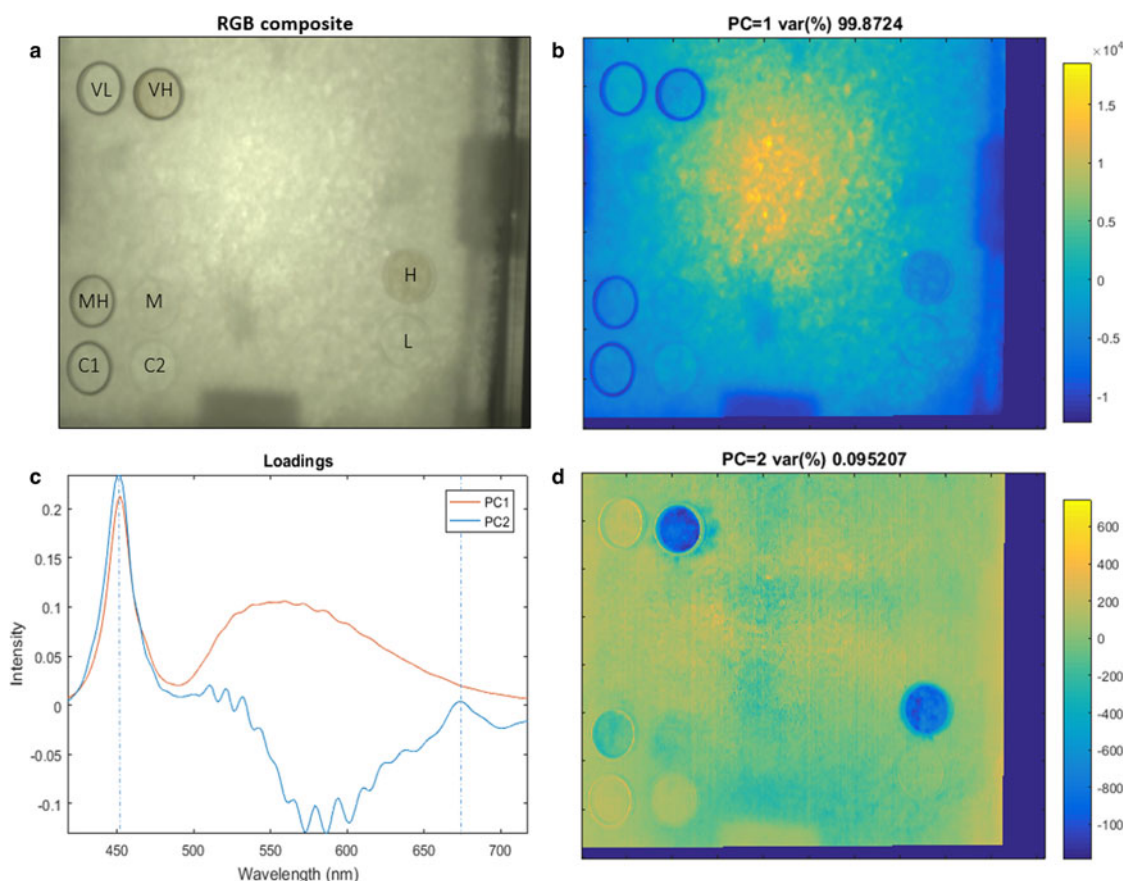 RGB composite
a
VL
VH
H
MH
M
L
C1
C2
b
PC=1 var(%) 99.8724
×10⁴
1.5
1
0.5
0
-0.5
-1
c
Loadings
PC1
PC2
0.2
0.15
0.1
0.05
0
-0.05
-0.1
Intensity
450
500
550
600
650
700
Wavelength (nm)
d
PC=2 var(%) 0.095207
600
400
200
0
-200
-400
-600
-800
-100